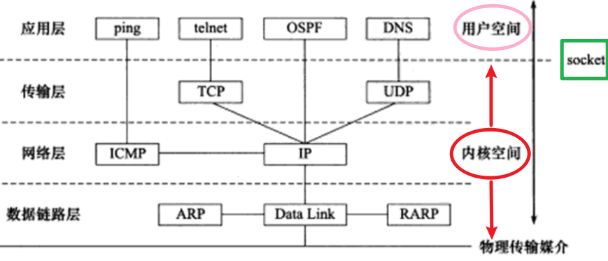 应用层 ping telnet OSPF DNS 用户空间
socket
传输层 TCP UDP
网络层 ICMP IP 内核空间
数据链路层 ARP Data Link RARP
物理传输媒介